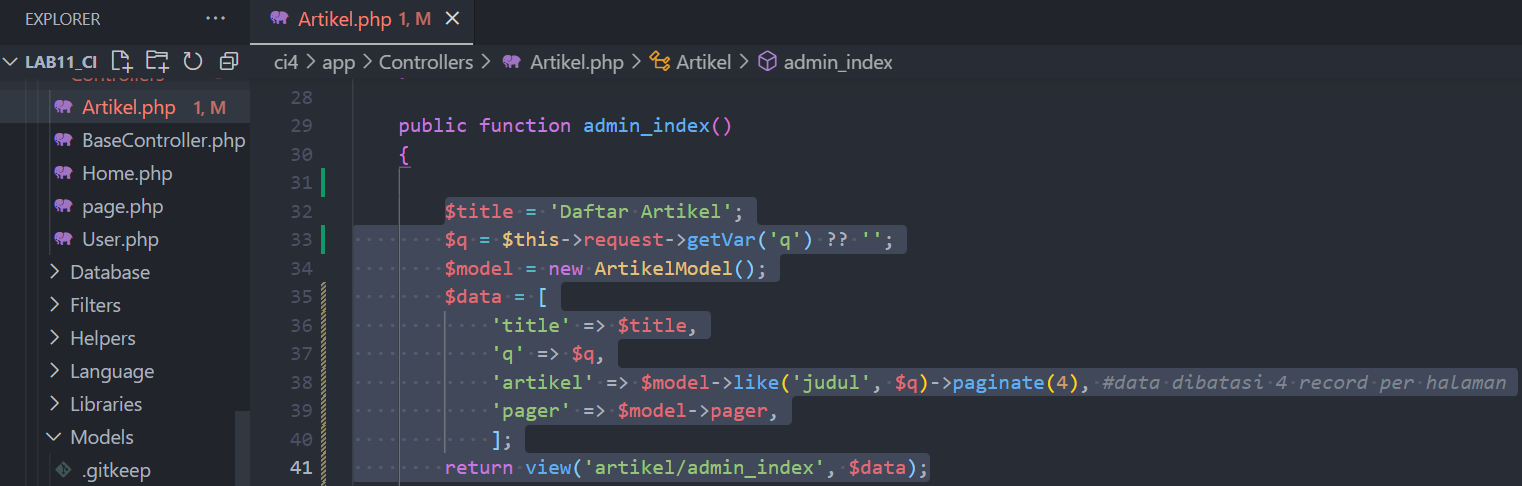 EXPLORER
LAB11_CI
Controllers
Artikel.php 1, M
BaseController.php
Home.php
page.php
User.php
Database
Filters
Helpers
Language
Libraries
Models
.gitkeep
Artikel.php 1, M
ci4 > app > Controllers > Artikel.php > Artikel > admin_index
28
29 public function admin_index()
30 {
31
32 $title = 'Daftar Artikel';
33 $q = $this->request->getVar('q') ?? '';
34 $model = new ArtikelModel();
35 $data = [
36 'title' => $title,
37 'q' => $q,
38 'artikel' => $model->like('judul', $q)->paginate(4), #data dibatasi 4 record per halaman
39 'pager' => $model->pager,
40 ];
41 return view('artikel/admin_index', $data);